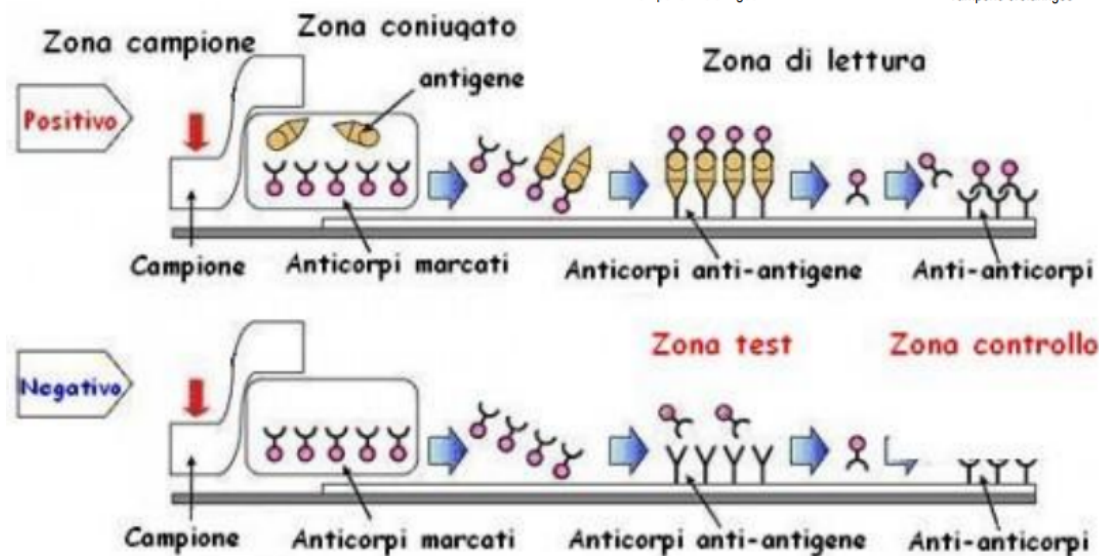 Zona campione
Zona coniugato
antigene
Zona di lettura
Positivo
Campione
Anticorpi marcati
Anticorpi anti-antigene
Anti-anticorpi
Zona test
Zona controllo
Negativo
Campione
Anticorpi marcati
Anticorpi anti-antigene
Anti-anticorpi